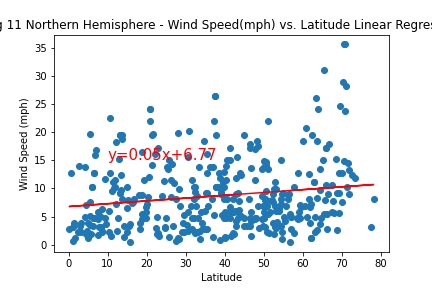 g 11 Northern Hemisphere - Wind Speed(mph) vs. Latitude Linear Regres
35
30
25
20
15
10
5
0
y=0.05x+6.77
Wind Speed (mph)
0 10 20 30 40 50 60 70 80
Latitude